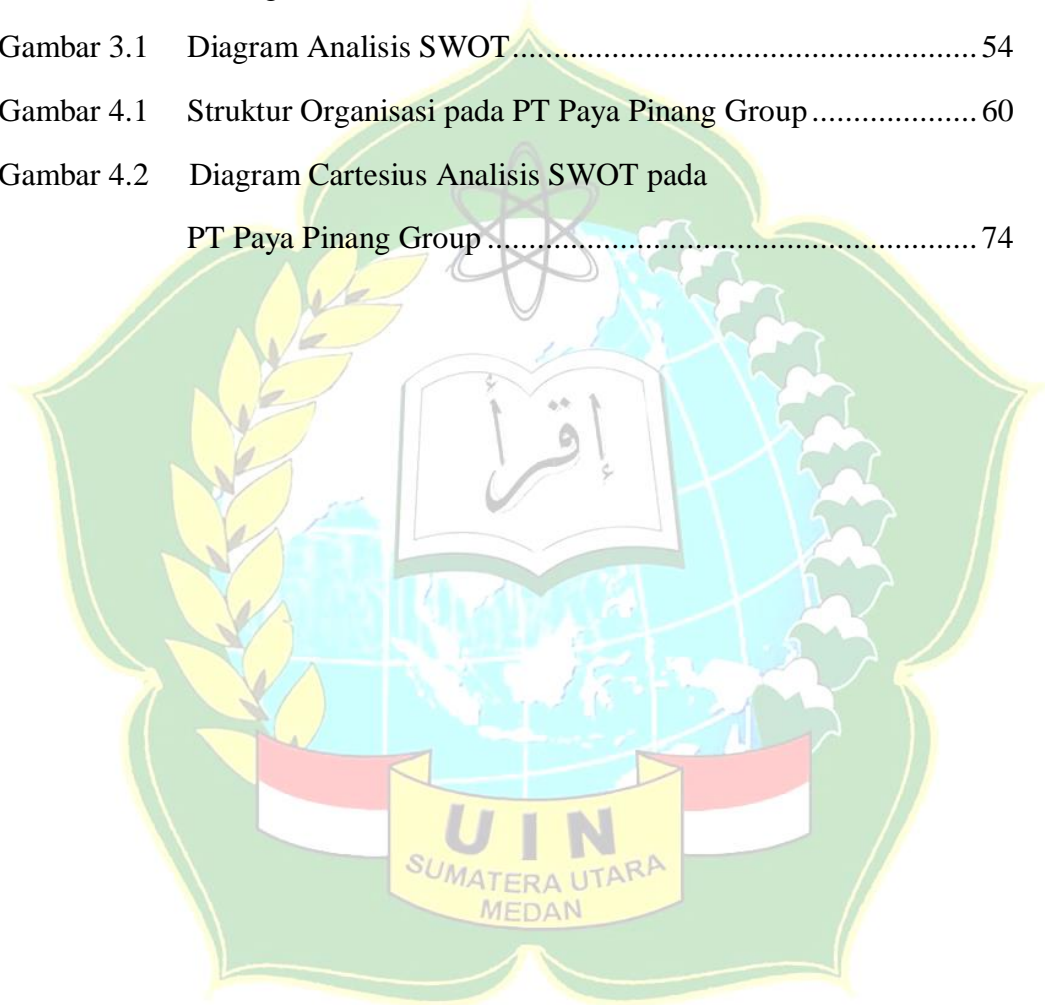 Gambar 3.1 Diagram Analisis SWOT........................................................ 54
Gambar 4.1 Struktur Organisasi pada PT Paya Pinang Group .................... 60
Gambar 4.2 Diagram Cartesius Analisis SWOT pada
PT Paya Pinang Group ........................................................... 74
إقرأ
UIN
SUMATERA UTARA
MEDAN